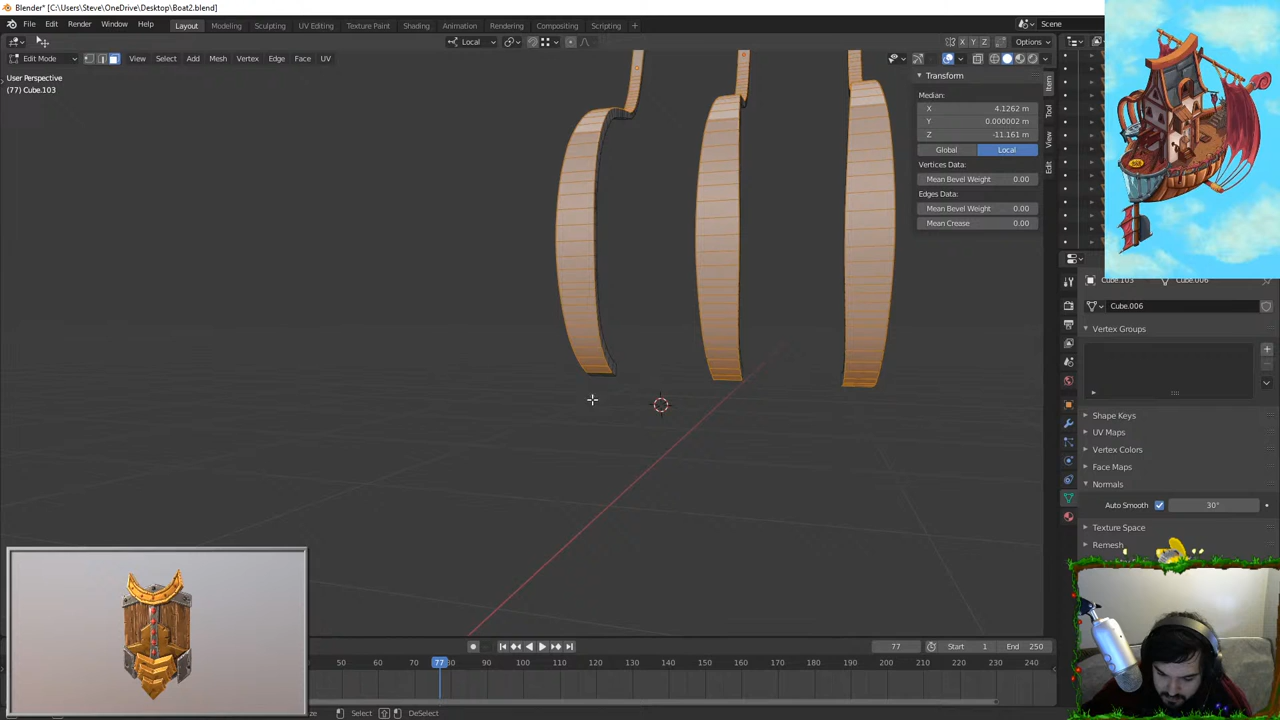 Blender* [C:\Users\Steve\OneDrive\Desktop\Boat2.blend]
File Edit Render Window Help Layout Modeling Sculpting UV Editing Texture Paint Shading Animation Rendering Compositing Scripting Scene
Local Options
Edit Mode View Select Add Mesh Vertex Edge Face UV
User Perspective
(77) Cube.103
Transform
Median:
X 4.1262 m
Y 0.000002 m
Z -11.161 m
Global Local
Vertices Data:
Mean Bevel Weight 0.00
Edges Data:
Mean Bevel Weight 0.00
Mean Crease 0.00
Item
Tool
View
Edit
Cube.103 Cube.006
Cube.006
Vertex Groups
Shape Keys
UV Maps
Vertex Colors
Face Maps
Normals
Auto Smooth 30°
Texture Space
Remesh
77 Start 1 End 250
50 60 70 77 80 90 100 110 120 130 140 150 160 170 180 190 200 210 220 230 240
Select DeSelect